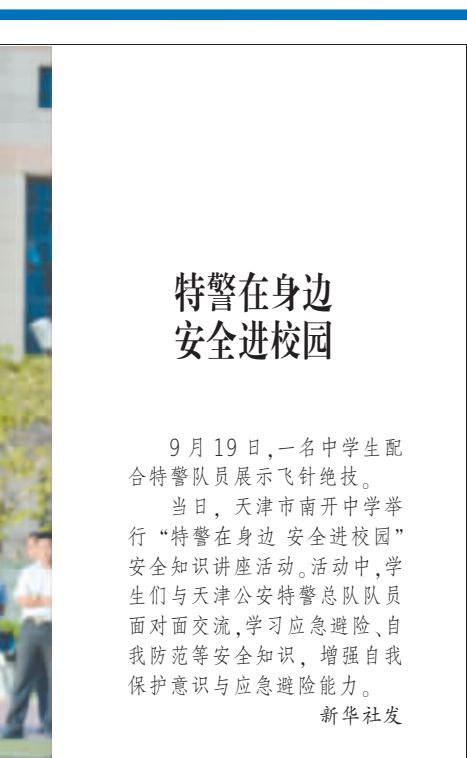 特警在身边
安全进校园
9月19日,一名中学生配
合特警队员展示飞针绝技。
当日，天津市南开中学举
行“特警在身边 安全进校园”
安全知识讲座活动。活动中,学
生们与天津公安特警总队队员
面对面交流,学习应急避险、自
我防范等安全知识，增强自我
保护意识与应急避险能力。
新华社发